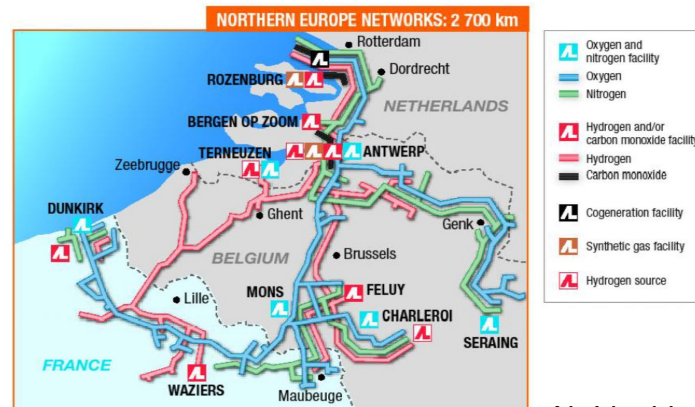 NORTHERN EUROPE NETWORKS: 2 700 km
Rotterdam
Dordrecht
ROZENBURG
NETHERLANDS
BERGEN OP ZOOM
TERNEUZEN
ANTWERP
Zeebrugge
DUNKIRK
Ghent
Genk
BELGIUM
Brussels
Lille
MONS
FELUY
CHARLEROI
SERAING
FRANCE
WAZIERS
Maubeuge
Oxygen and
nitrogen facility
Oxygen
Nitrogen
Hydrogen and/or
carbon monoxide facility
Hydrogen
Carbon monoxide
Cogeneration facility
Synthetic gas facility
Hydrogen source